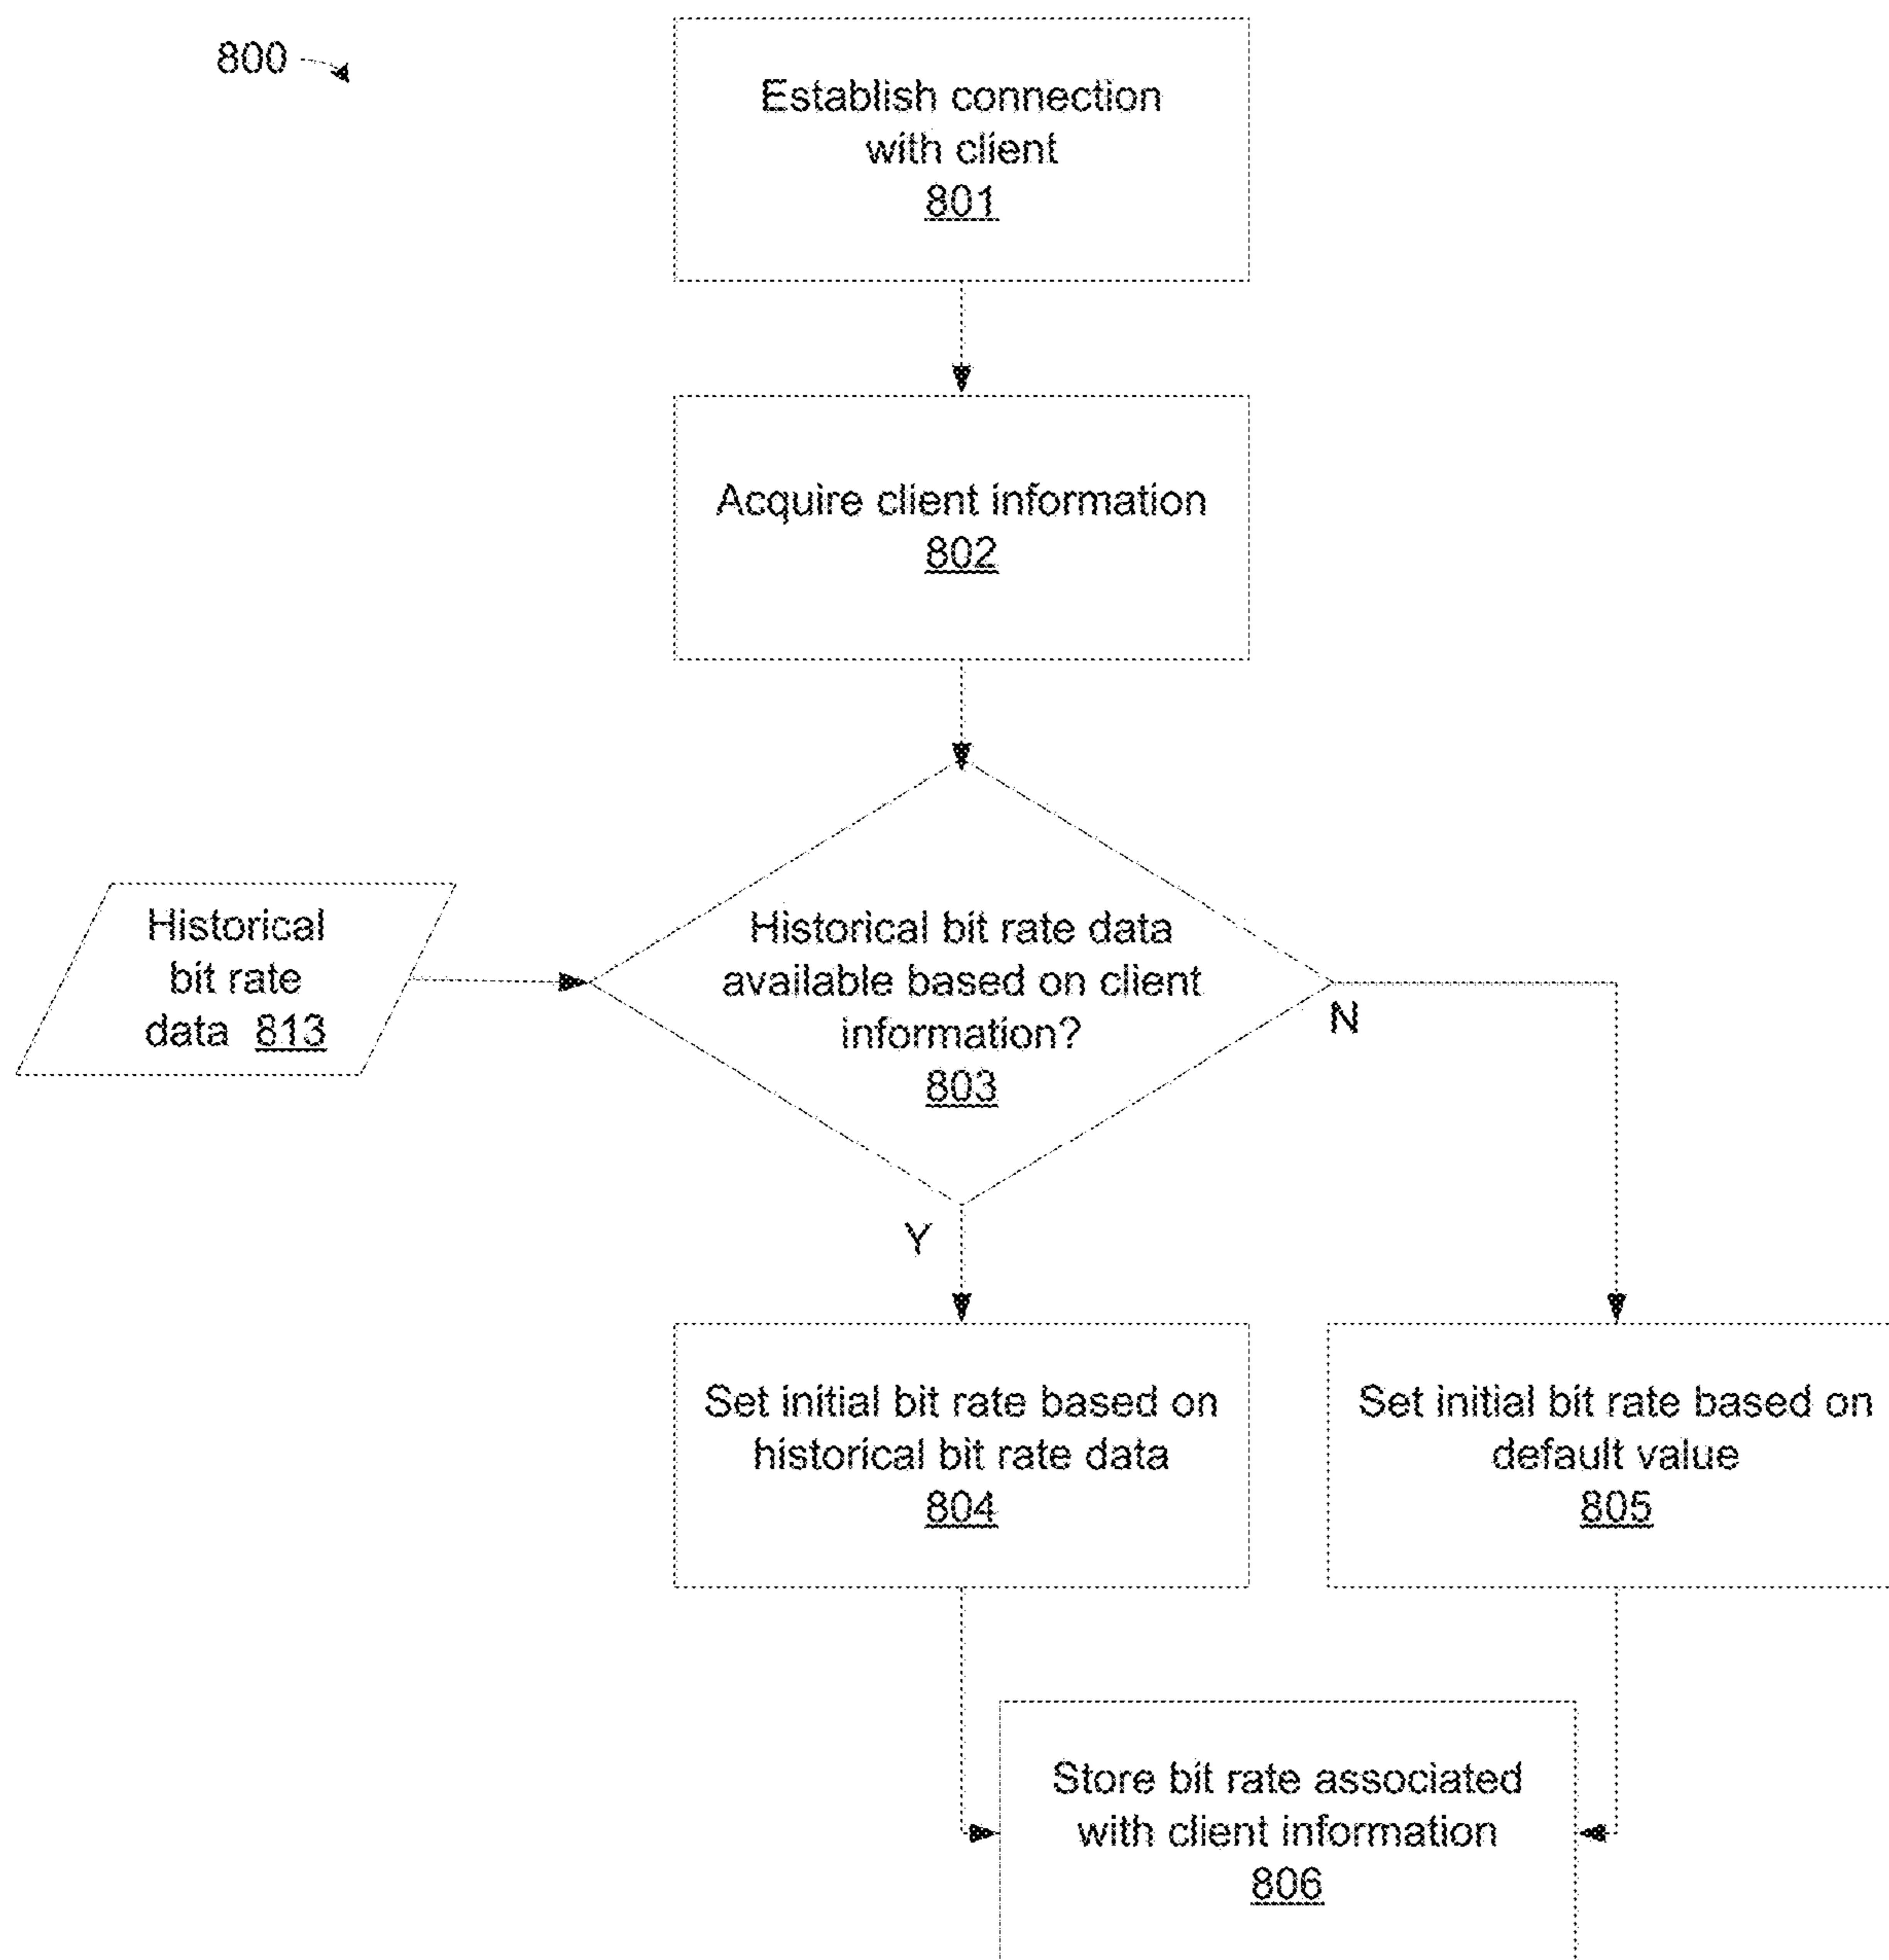 800
Establish connection
with client
801
Acquire client information
802
Historical
bit rate
data 813
Historical bit rate data
available based on client
information?
803
N
Y
Set initial bit rate based on
historical bit rate data
804
Set initial bit rate based on
default value
805
Store bit rate associated
with client information
806